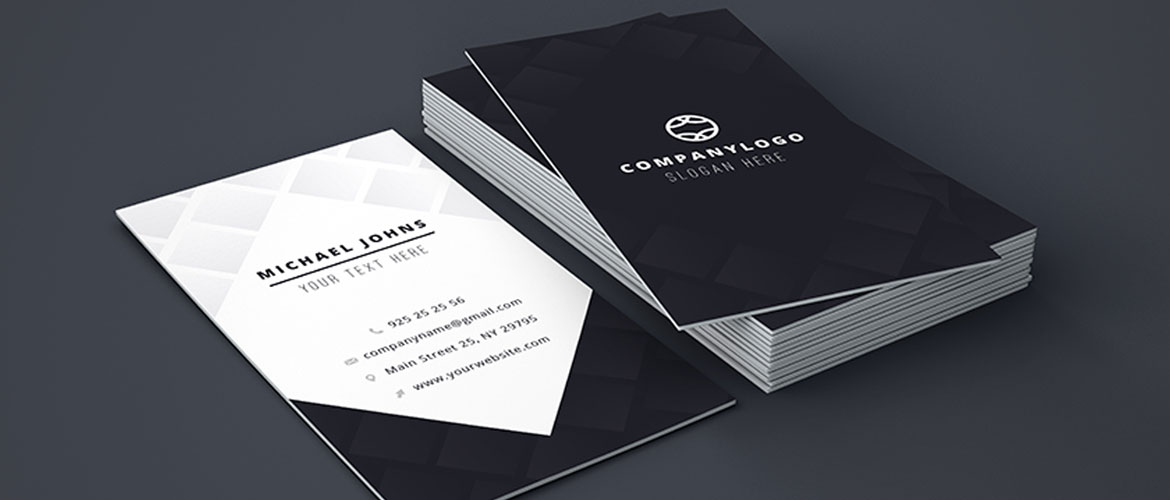 MICHAEL JOHNS
YOUR TEXT HERE
925 25 25 56
companyname@gmail.com
Main Street 25, NY 29795
www.yourwebsite.com
COMPANYLOGO
SLOGAN HERE